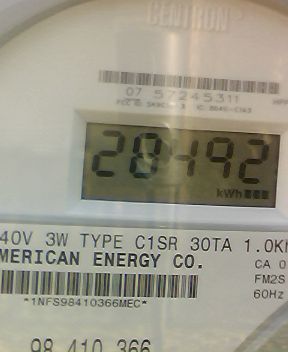 CENTRON
07 57245311
28492
kWh
40V 3W TYPE C1SR 30TA 1.0K
MERICAN ENERGY CO.
CA 0
FM2S
60Hz
*1NFS98410366MEC*
98 410 366